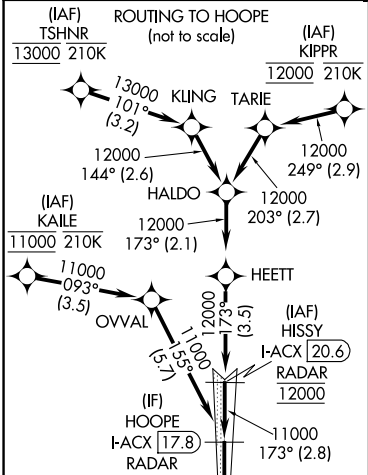 ROUTING TO HOOPE
(not to scale)
(IAF)
TSHNR
13000 210K
(IAF)
KIPPR
12000 210K
13000
101°
(3.2)
KLING
TARIE
12000
144° (2.6)
12000
249° (2.9)
HALDO
12000
203° (2.7)
12000
173° (2.1)
(IAF)
KAILE
11000 210K
11000
093°
(3.5)
OVVAL
HEETT
12000
173°
(3.5)
11000
155°
(5.7)
(IAF)
HISSY
I-ACX 20.6
RADAR
12000
(IF)
HOOPE
I-ACX 17.8
RADAR
11000
173° (2.8)